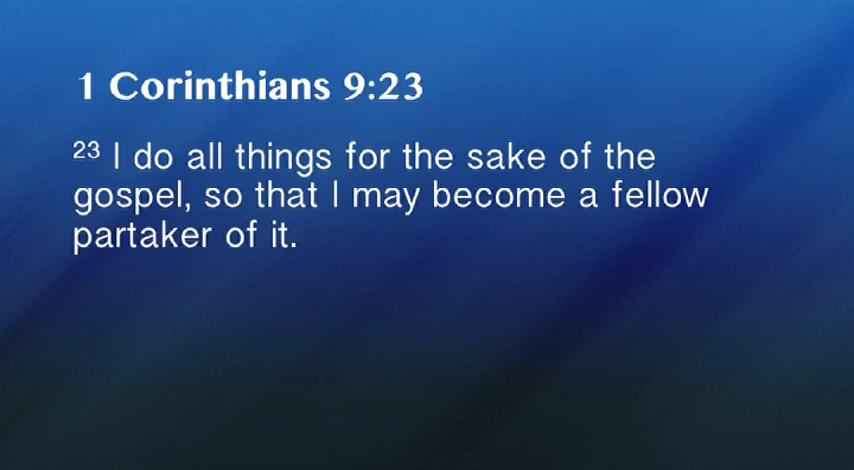 1 Corinthians 9:23
23 I do all things for the sake of the
gospel, so that I may become a fellow
partaker of it.